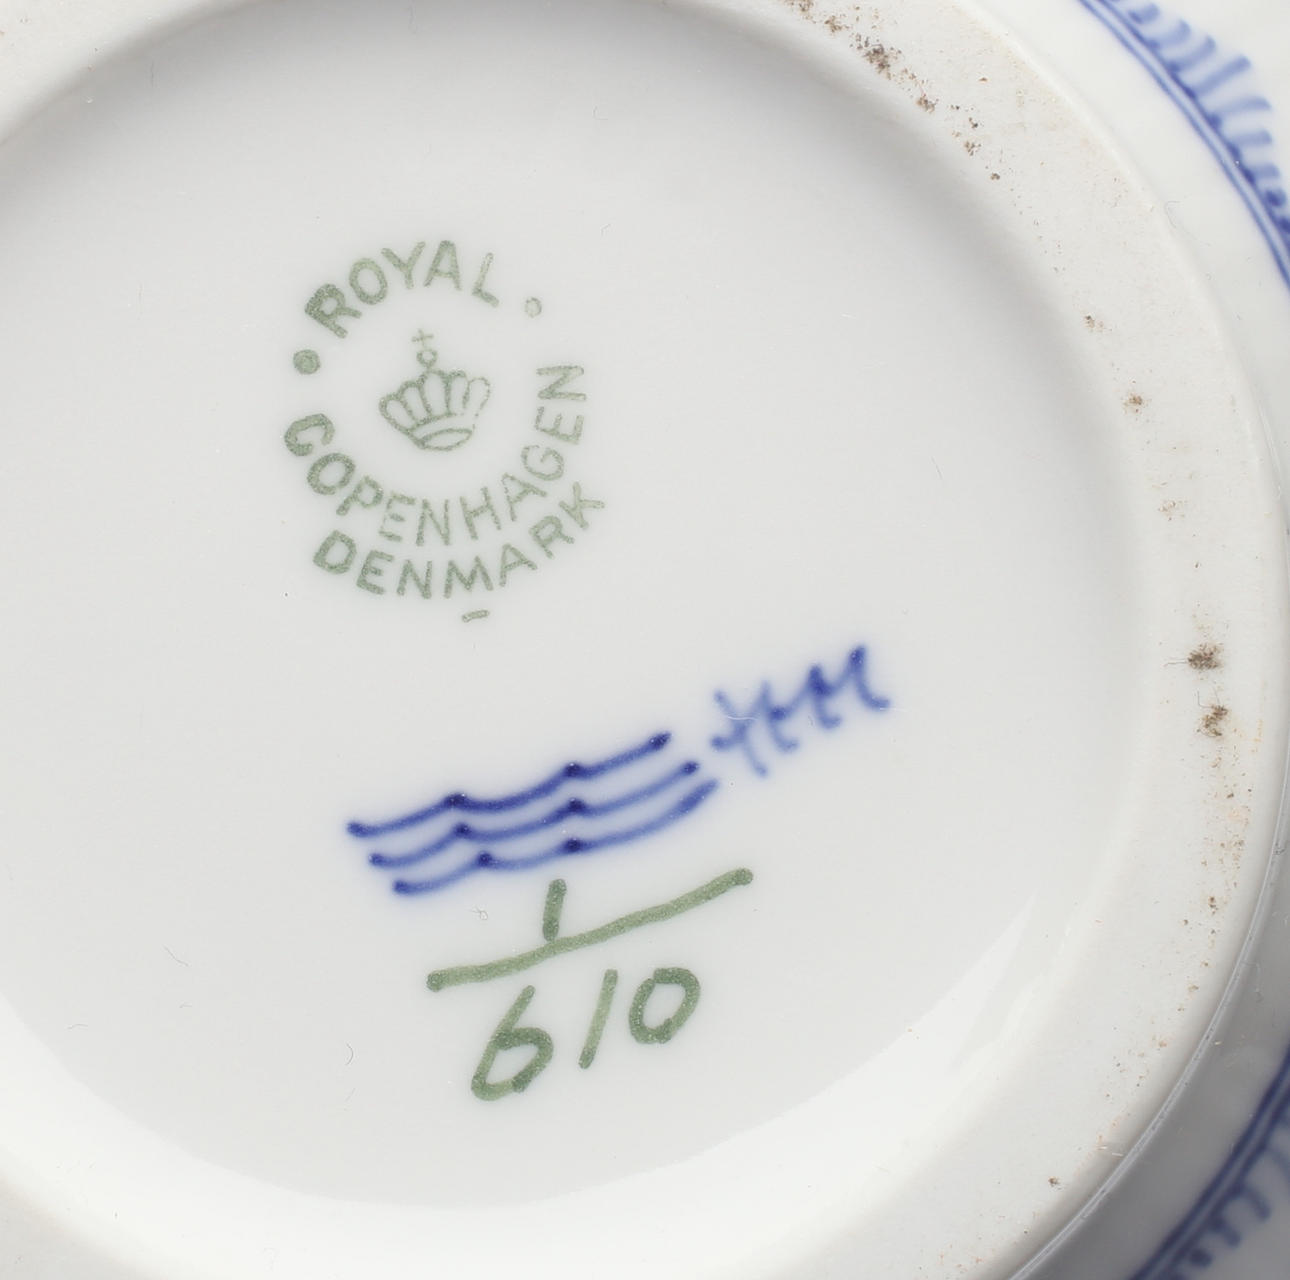 ROYAL
COPENHAGEN
DENMARK
1
610